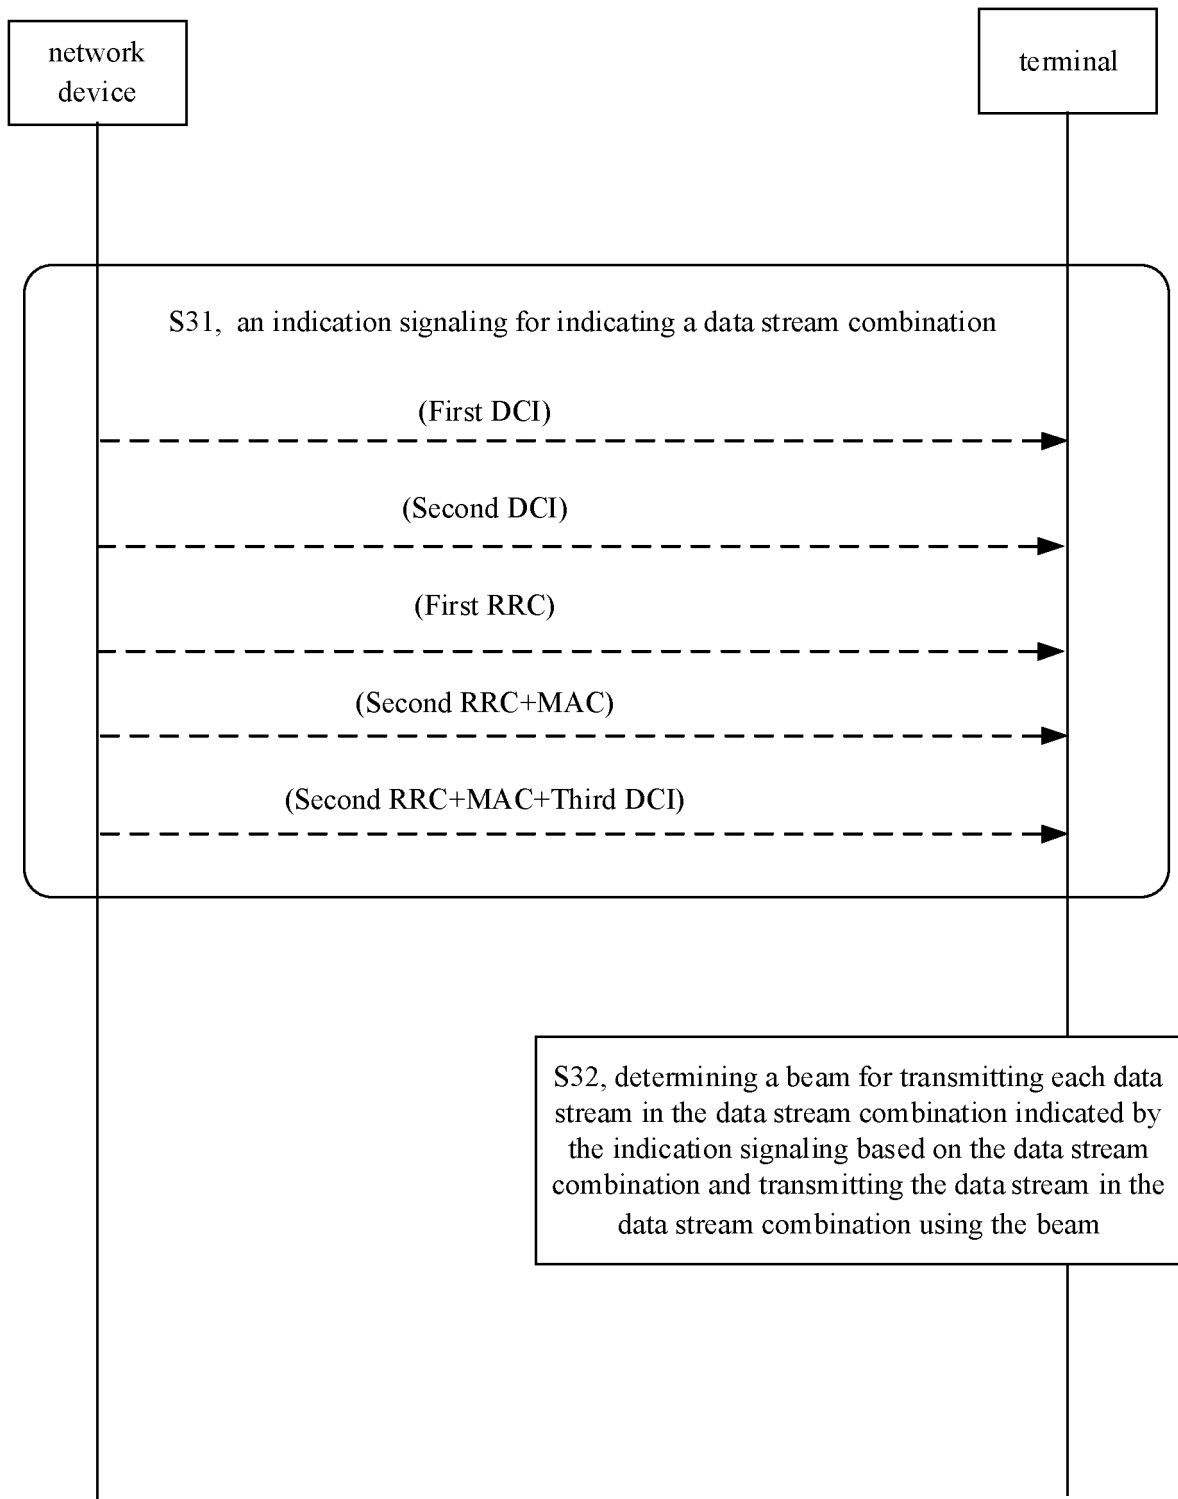 network
device
terminal
S31, an indication signaling for indicating a data stream combination
(First DCI)
(Second DCI)
(First RRC)
(Second RRC+MAC)
(Second RRC+MAC+Third DCI)
S32, determining a beam for transmitting each data
stream in the data stream combination indicated by
the indication signaling based on the data stream
combination and transmitting the data stream in the
data stream combination using the beam